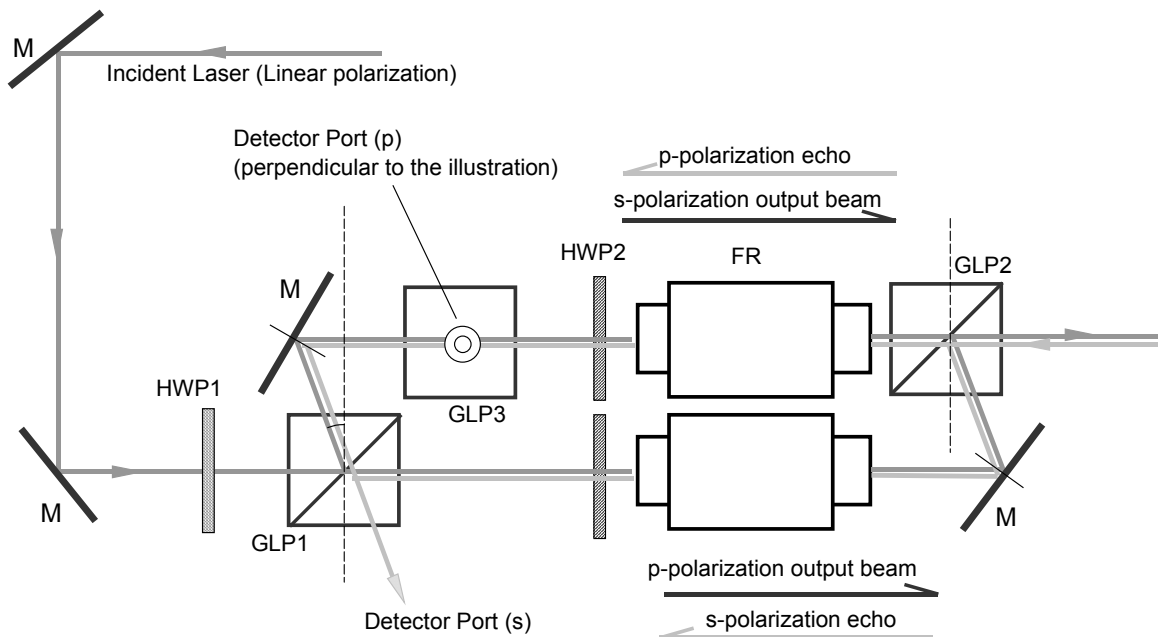 M
Incident Laser (Linear polarization)
Detector Port (p)
(perpendicular to the illustration)
p-polarization echo
s-polarization output beam
HWP2
FR
GLP2
M
HWP1
GLP3
M
GLP1
M
p-polarization output beam
Detector Port (s)
s-polarization echo